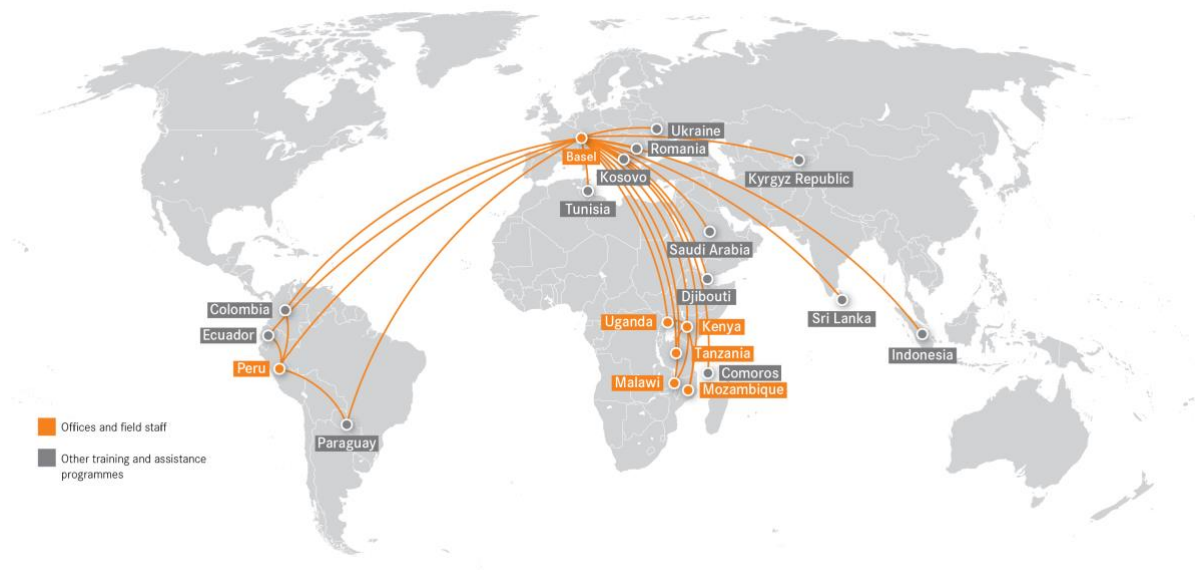 Ukraine
Romania
Basel
Kosovo
Kyrgyz Republic
Tunisia
Saudi Arabia
Djibouti
Colombia
Sri Lanka
Uganda
Kenya
Ecuador
Indonesia
Tanzania
Peru
Comoros
Malawi
Mozambique
Offices and field staff
Paraguay
Other training and assistance
programmes